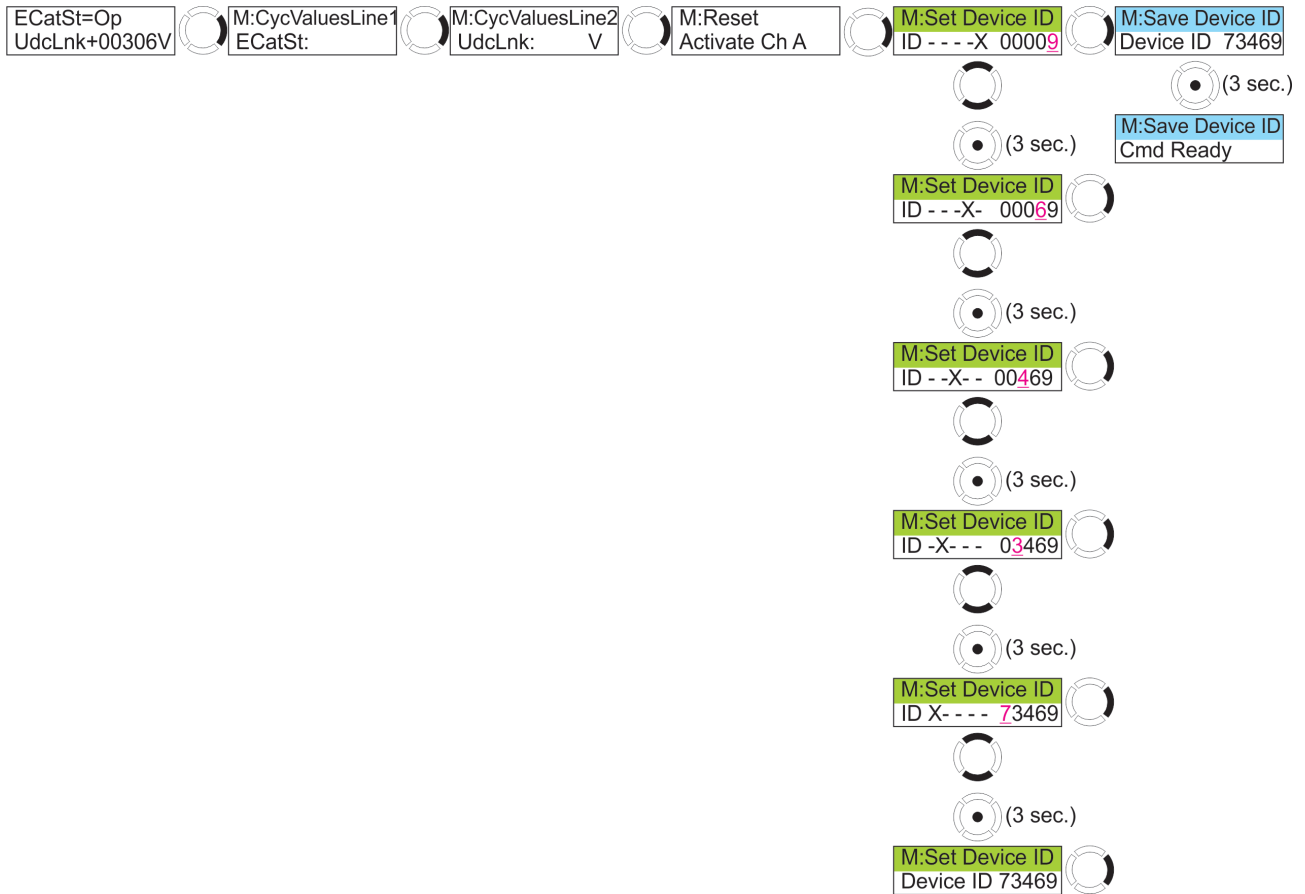 ECatSt=Op
UdcLnk+00306V
M:CycValuesLine1
ECatSt:
M:CycValuesLine2
UdcLnk: V
M:Reset
Activate Ch A
M:Set Device ID
ID - - - -X 00009
M:Save Device ID
Device ID 73469
(3 sec.)
M:Save Device ID
Cmd Ready
(3 sec.)
M:Set Device ID
ID - - -X- 00069
(3 sec.)
M:Set Device ID
ID - -X- - 00469
(3 sec.)
M:Set Device ID
ID -X- - - 03469
(3 sec.)
M:Set Device ID
ID X- - - - 73469
(3 sec.)
M:Set Device ID
Device ID 73469